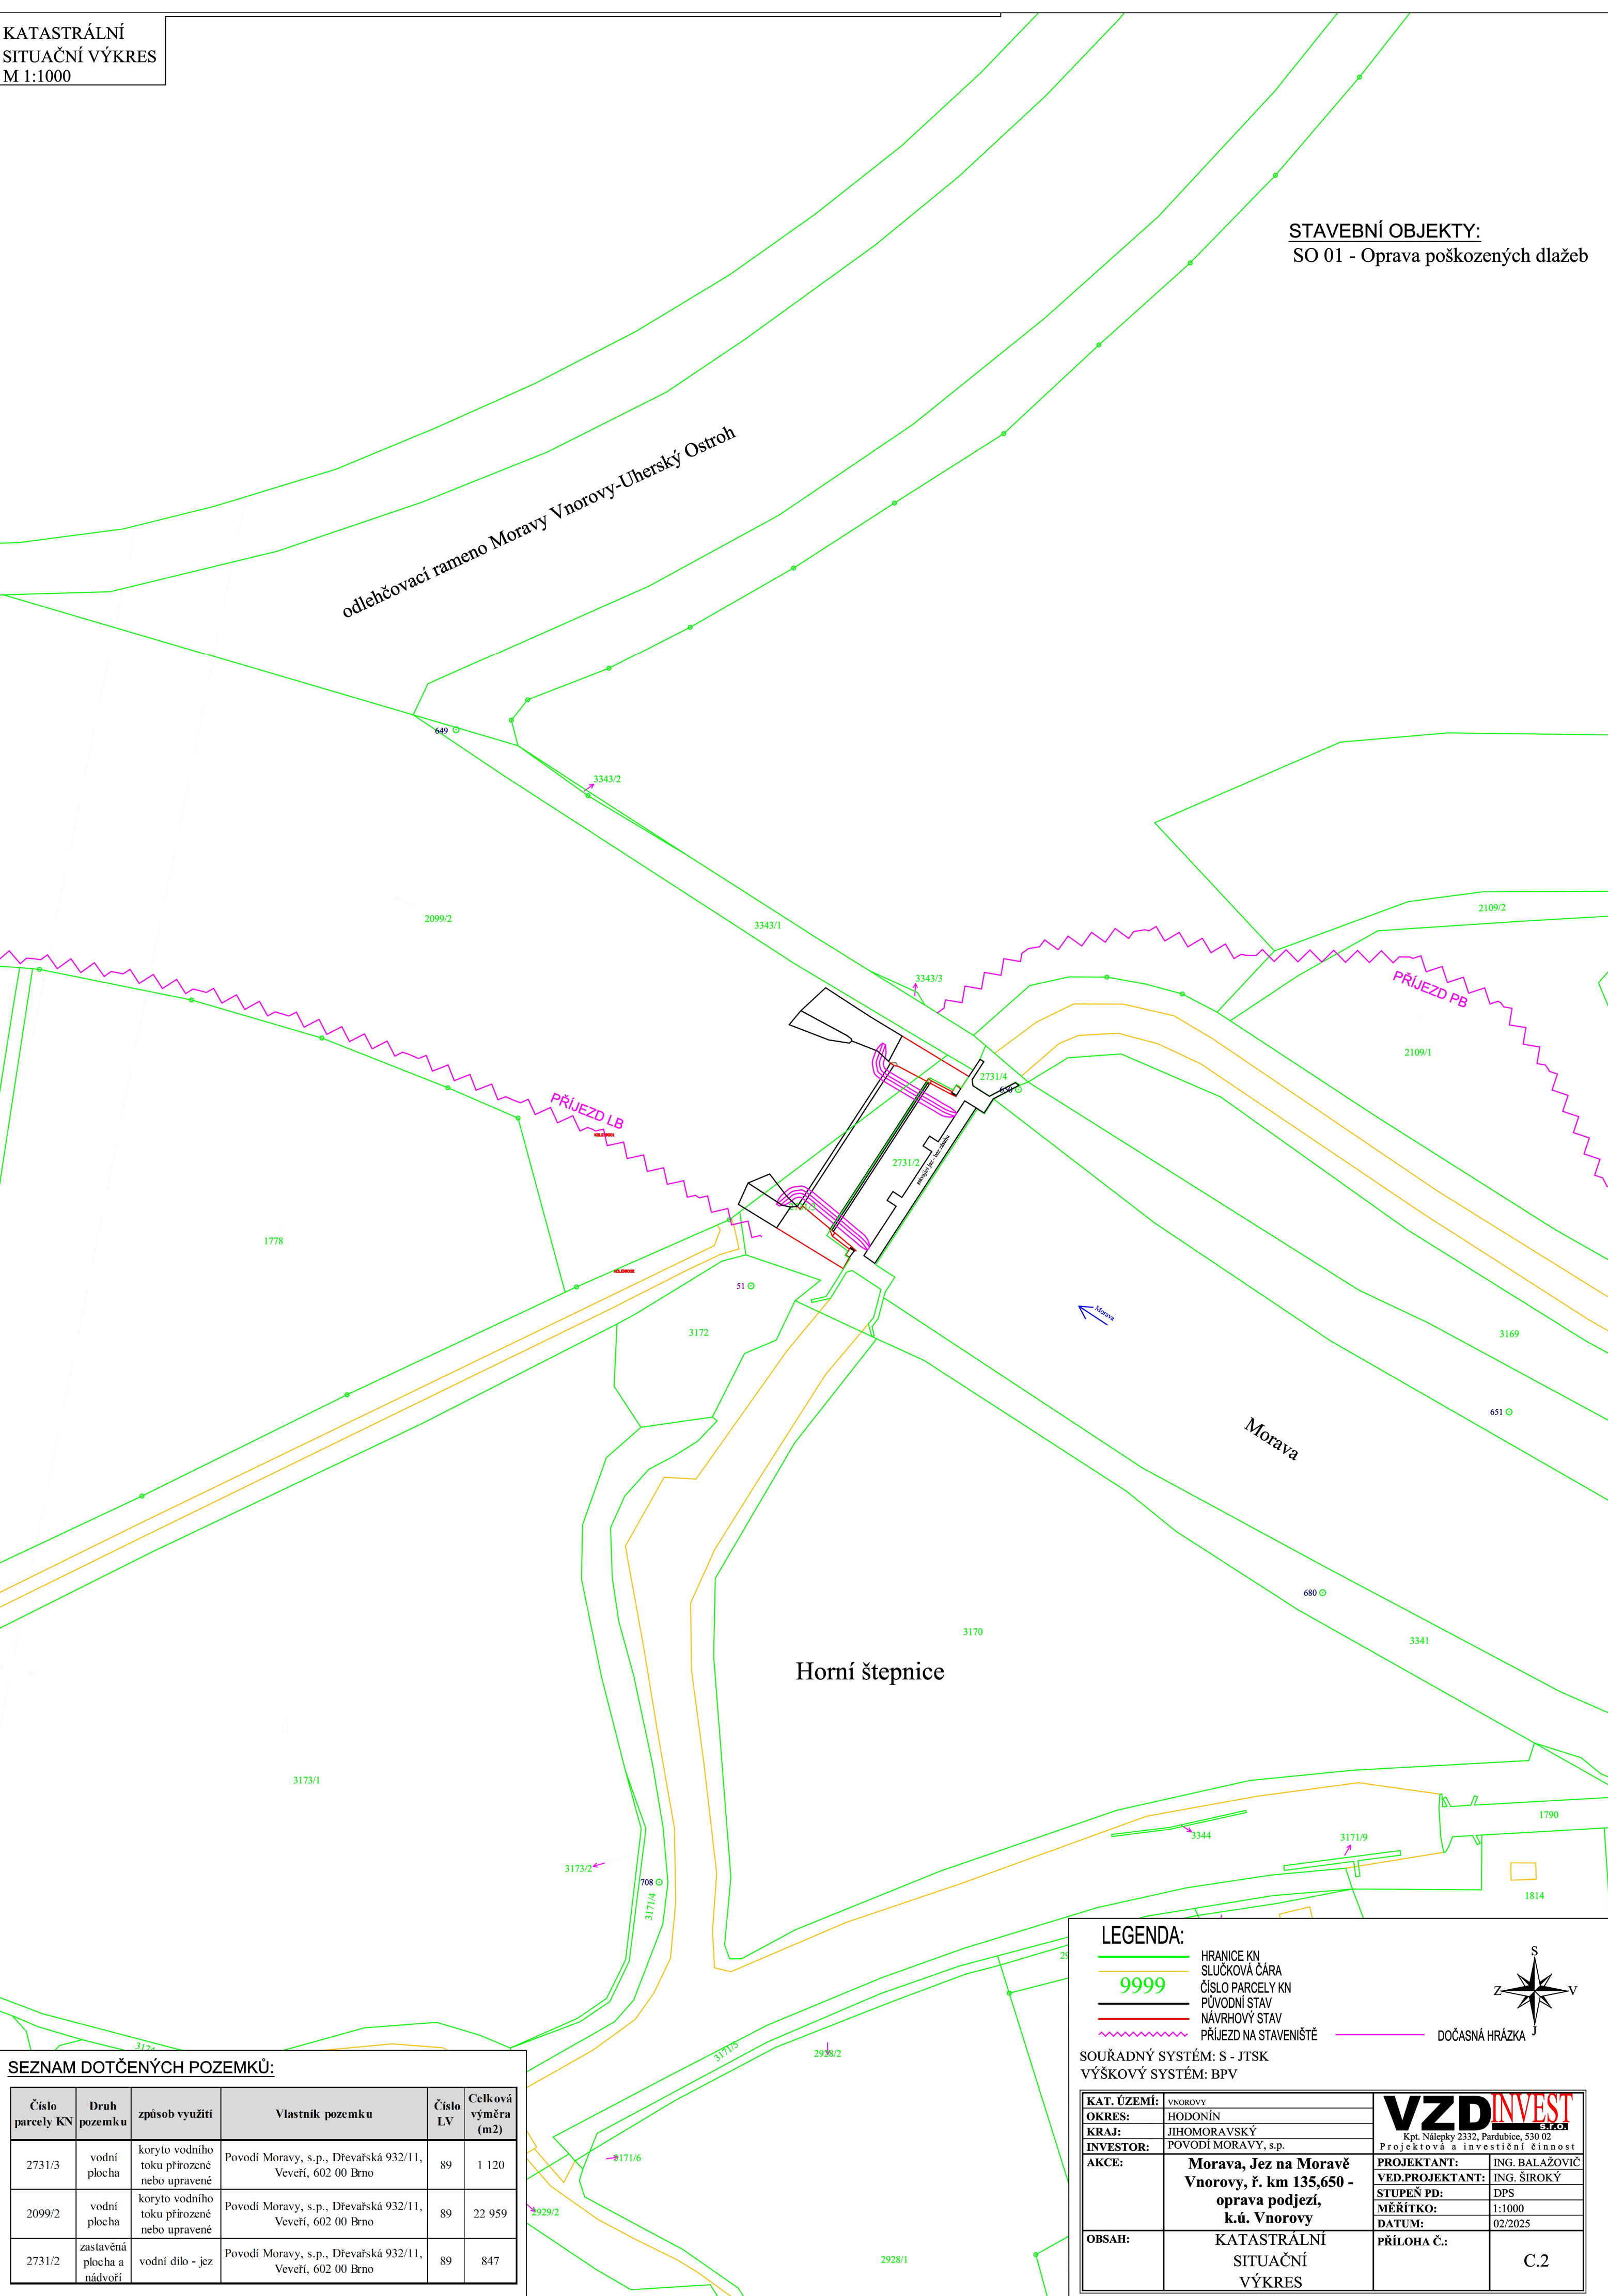 KATASTRÁLNÍ
SITUAČNÍ VÝKRES
M 1:1000
STAVEBNÍ OBJEKTY:
SO 01 - Oprava poškozených dlažeb
odlehčovací rameno Moravy Vnorovy-Uherský Ostroh
649
3343/2
2099/2
3343/1
2109/2
3343/3
PŘÍJEZD PB
2109/1
2731/4
650
PŘÍJEZD LB
2731/2
stávající jez - bez zásahu
1778
51
Morava
3172
3169
651
Morava
680
3170
3341
Horní štepnice
3173/1
1790
3344
3171/9
3173/2
708
3171/4
1814
3171/5
2928/2
3171/6
2929/2
2928/1
LEGENDA:
HRANICE KN
SLUČKOVÁ ČÁRA
9999 ČÍSLO PARCELY KN
PŮVODNÍ STAV
NÁVRHOVÝ STAV
PŘÍJEZD NA STAVENIŠTĚ
DOČASNÁ HRÁZKA
S
Z V
J
SOUŘADNÝ SYSTÉM: S - JTSK
VÝŠKOVÝ SYSTÉM: BPV
SEZNAM DOTČENÝCH POZEMKŮ:
Číslo parcely KN Druh pozemku způsob využití Vlastník pozemku Číslo LV Celková výměra (m2)
2731/3 vodní plocha koryto vodního toku přirozené nebo upravené Povodí Moravy, s.p., Dřevařská 932/11, Veveří, 602 00 Brno 89 1 120
2099/2 vodní plocha koryto vodního toku přirozené nebo upravené Povodí Moravy, s.p., Dřevařská 932/11, Veveří, 602 00 Brno 89 22 959
2731/2 zastavěná plocha a nádvoří vodní dílo - jez Povodí Moravy, s.p., Dřevařská 932/11, Veveří, 602 00 Brno 89 847
KAT. ÚZEMÍ: VNOROVY
OKRES: HODONÍN
KRAJ: JIHOMORAVSKÝ
INVESTOR: POVODÍ MORAVY, s.p.
VZDINVEST s.r.o.
Kpt. Nálepky 2332, Pardubice, 530 02
Projektová a investiční činnost
AKCE: Morava, Jez na Moravě
Vnorovy, ř. km 135,650 -
oprava podjezí,
k.ú. Vnorovy
PROJEKTANT: ING. BALAŽOVIČ
VED.PROJEKTANT: ING. ŠIROKÝ
STUPEŇ PD: DPS
MĚŘÍTKO: 1:1000
DATUM: 02/2025
OBSAH: KATASTRÁLNÍ
SITUAČNÍ
VÝKRES
PŘÍLOHA Č.: C.2